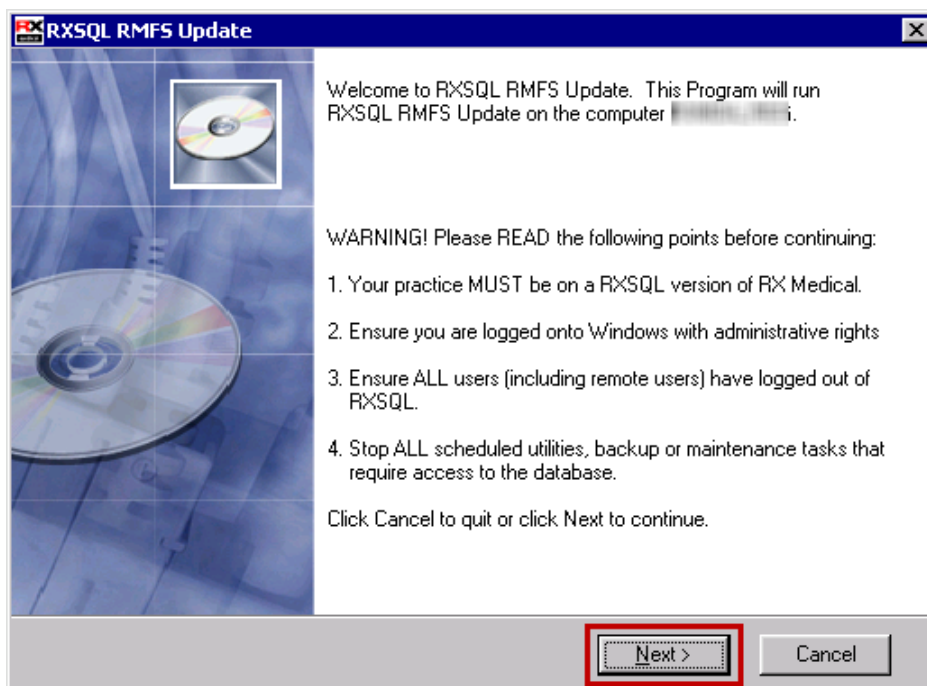 RX RXSQL RMFS Update
Welcome to RXSQL RMFS Update. This Program will run
RXSQL RMFS Update on the computer
WARNING! Please READ the following points before continuing:
1. Your practice MUST be on a RXSQL version of RX Medical.
2. Ensure you are logged onto Windows with administrative rights
3. Ensure ALL users (including remote users) have logged out of
RXSQL.
4. Stop ALL scheduled utilities, backup or maintenance tasks that
require access to the database.
Click Cancel to quit or click Next to continue.
Next >
Cancel